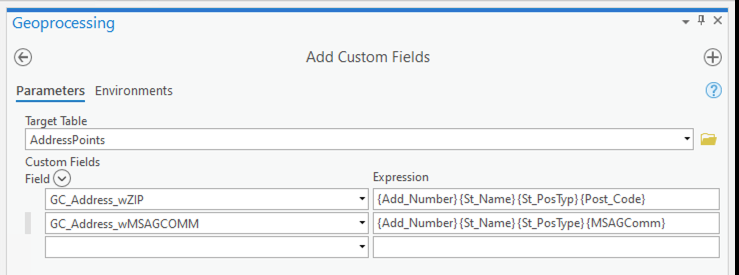 Geoprocessing
Add Custom Fields
Parameters Environments
Target Table
AddressPoints
Custom Fields
Field Expression
GC_Address_wZIP {Add_Number} {St_Name} {St_PosTyp} {Post_Code}
GC_Address_wMSAGCOMM {Add_Number} {St_Name} {St_PosType} {MSAGComm}